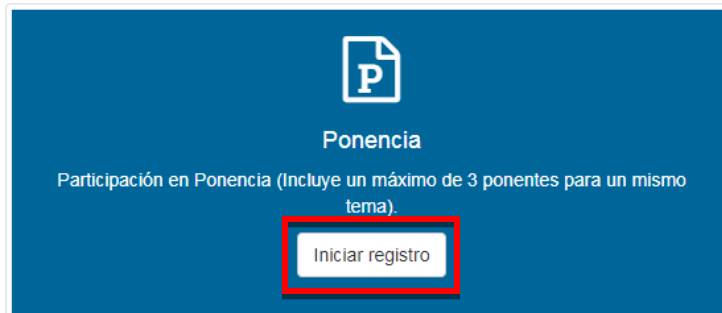 P
Ponencia
Participación en Ponencia (Incluye un máximo de 3 ponentes para un mismo
tema).
Iniciar registro